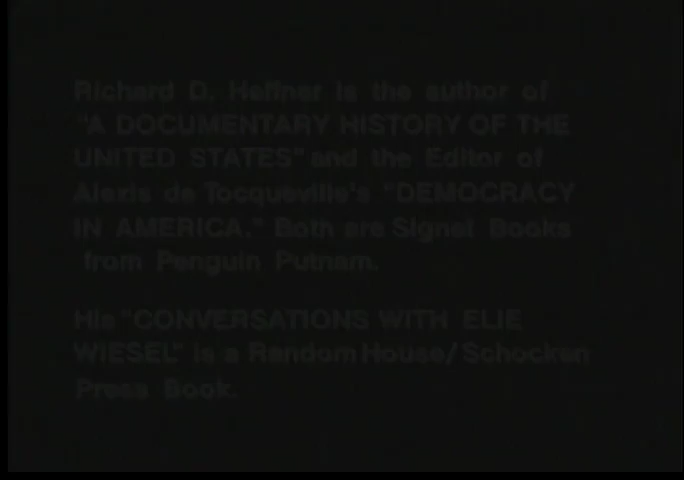 Richard D. Heffner is the author of
"A DOCUMENTARY HISTORY OF THE
UNITED STATES" and the Editor of
Alexis de Tocqueville's "DEMOCRACY
IN AMERICA." Both are Signet Books
from Penguin Putnam.
His "CONVERSATIONS WITH ELIE
WIESEL" is a Random House/Schocken
Press Book.